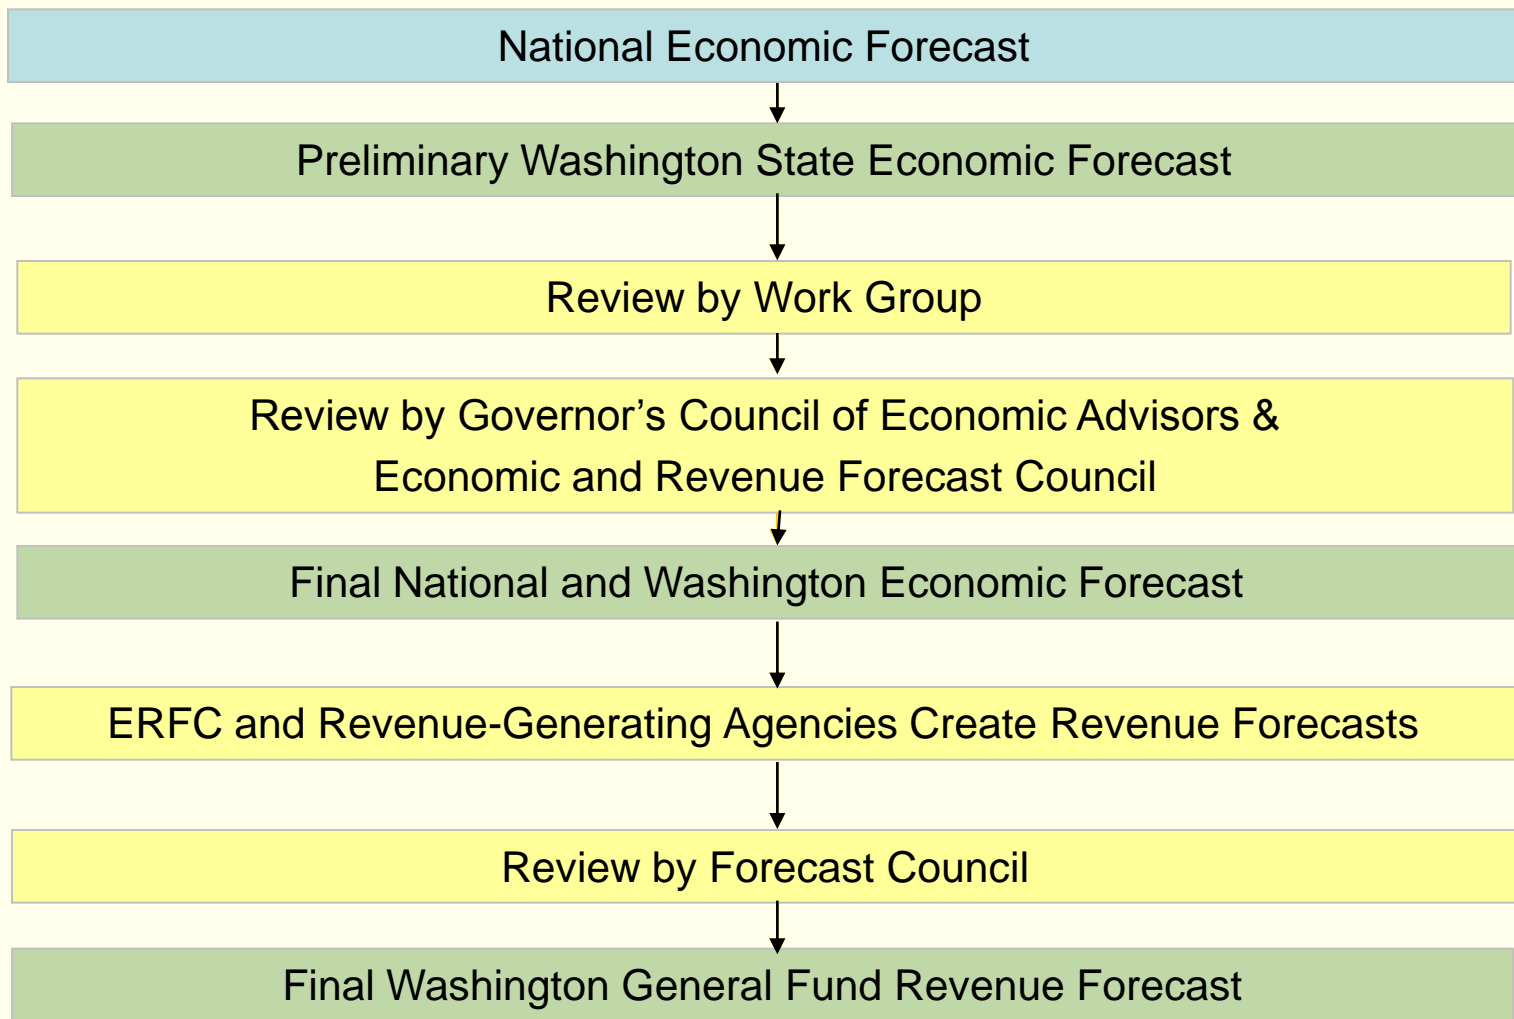 National Economic Forecast
Preliminary Washington State Economic Forecast
Review by Work Group
Review by Governor’s Council of Economic Advisors &
Economic and Revenue Forecast Council
Final National and Washington Economic Forecast
ERFC and Revenue-Generating Agencies Create Revenue Forecasts
Review by Forecast Council
Final Washington General Fund Revenue Forecast